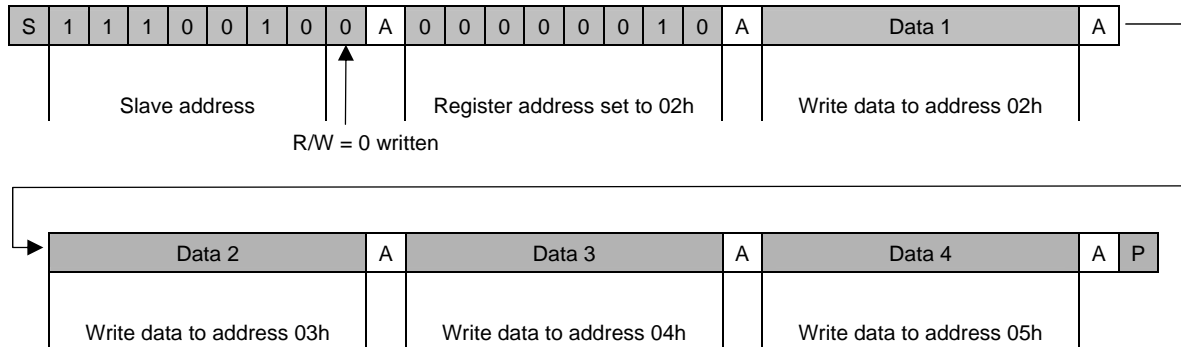 S 1 1 1 0 0 1 0 0 A 0 0 0 0 0 0 1 0 A Data 1 A
Slave address Register address set to 02h Write data to address 02h
R/W = 0 written
Data 2 A Data 3 A Data 4 A P
Write data to address 03h Write data to address 04h Write data to address 05h